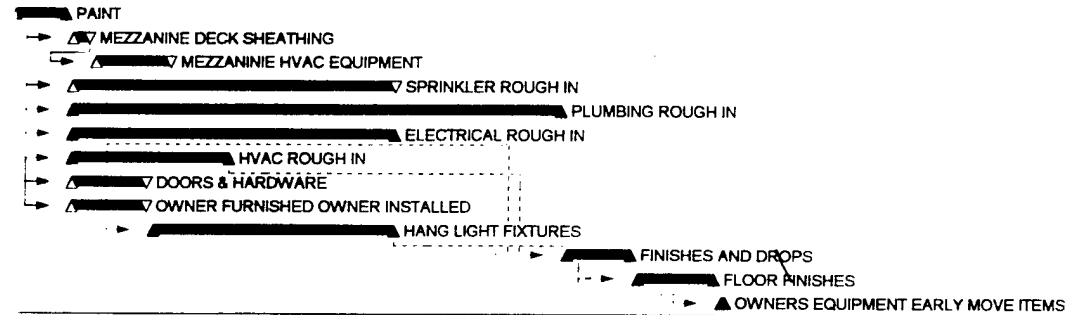 PAINT
MEZZANINE DECK SHEATHING
MEZZANINIE HVAC EQUIPMENT
SPRINKLER ROUGH IN
PLUMBING ROUGH IN
ELECTRICAL ROUGH IN
HVAC ROUGH IN
DOORS & HARDWARE
OWNER FURNISHED OWNER INSTALLED
HANG LIGHT FIXTURES
FINISHES AND DROPS
FLOOR FINISHES
OWNERS EQUIPMENT EARLY MOVE ITEMS